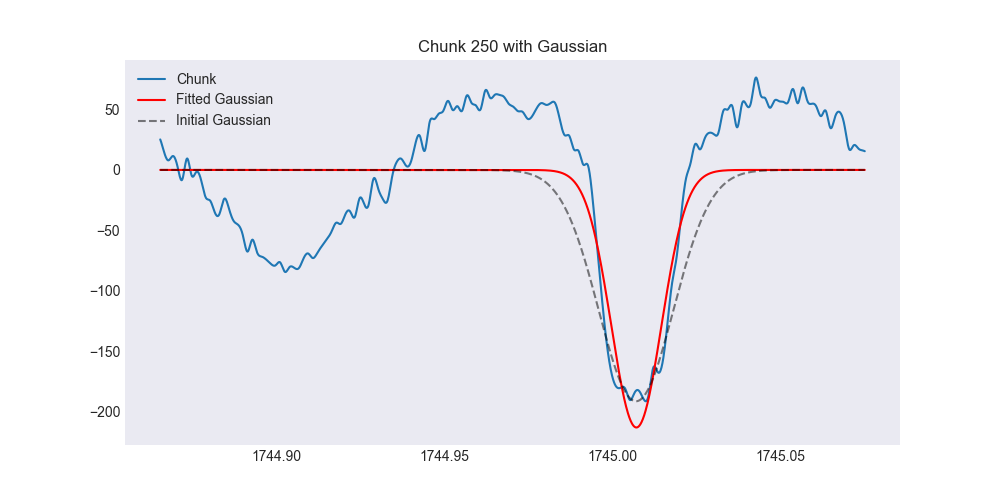 Chunk 250 with Gaussian
Chunk
Fitted Gaussian
Initial Gaussian
50
0
−50
−100
−150
−200
1744.90 1744.95 1745.00 1745.05